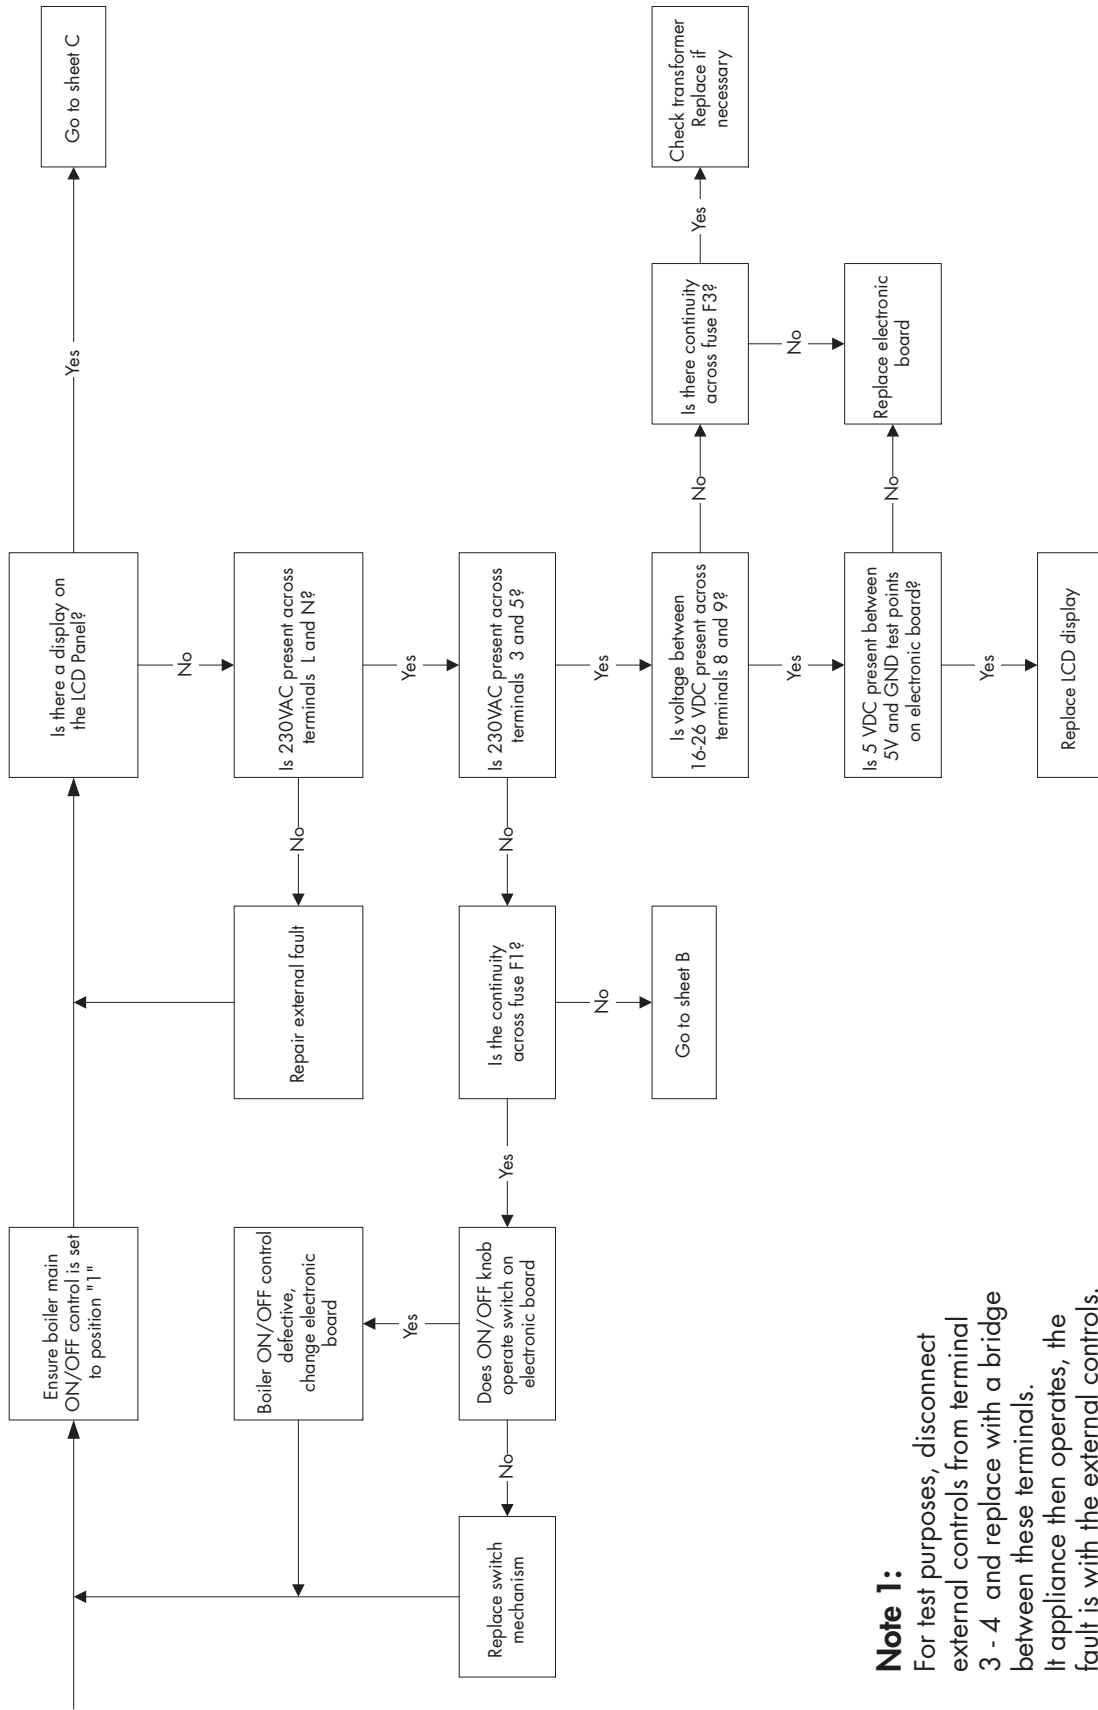 Ensure boiler main
ON/OFF control is set
to position "1"
Is there a display on
the LCD Panel?
Yes
Go to sheet C
No
Boiler ON/OFF control
defective,
change electronic
board
Repair external fault
No
Is 230VAC present across
terminals L and N?
Yes
Yes
Replace switch
mechanism
No
Does ON/OFF knob
operate switch on
electronic board
Yes
Is the continuity
across fuse F1?
No
Is 230VAC present across
terminals 3 and 5?
No
Yes
Go to sheet B
Is voltage between
16-26 VDC present across
terminals 8 and 9?
No
Is there continuity
across fuse F3?
Yes
Check transformer
Replace if
necessary
Yes
No
Is 5 VDC present between
5V and GND test points
on electronic board?
No
Replace electronic
board
Yes
Replace LCD display
Note 1:
For test purposes, disconnect
external controls from terminal
3 - 4 and replace with a bridge
between these terminals.
It appliance then operates, the
fault is with the external controls.